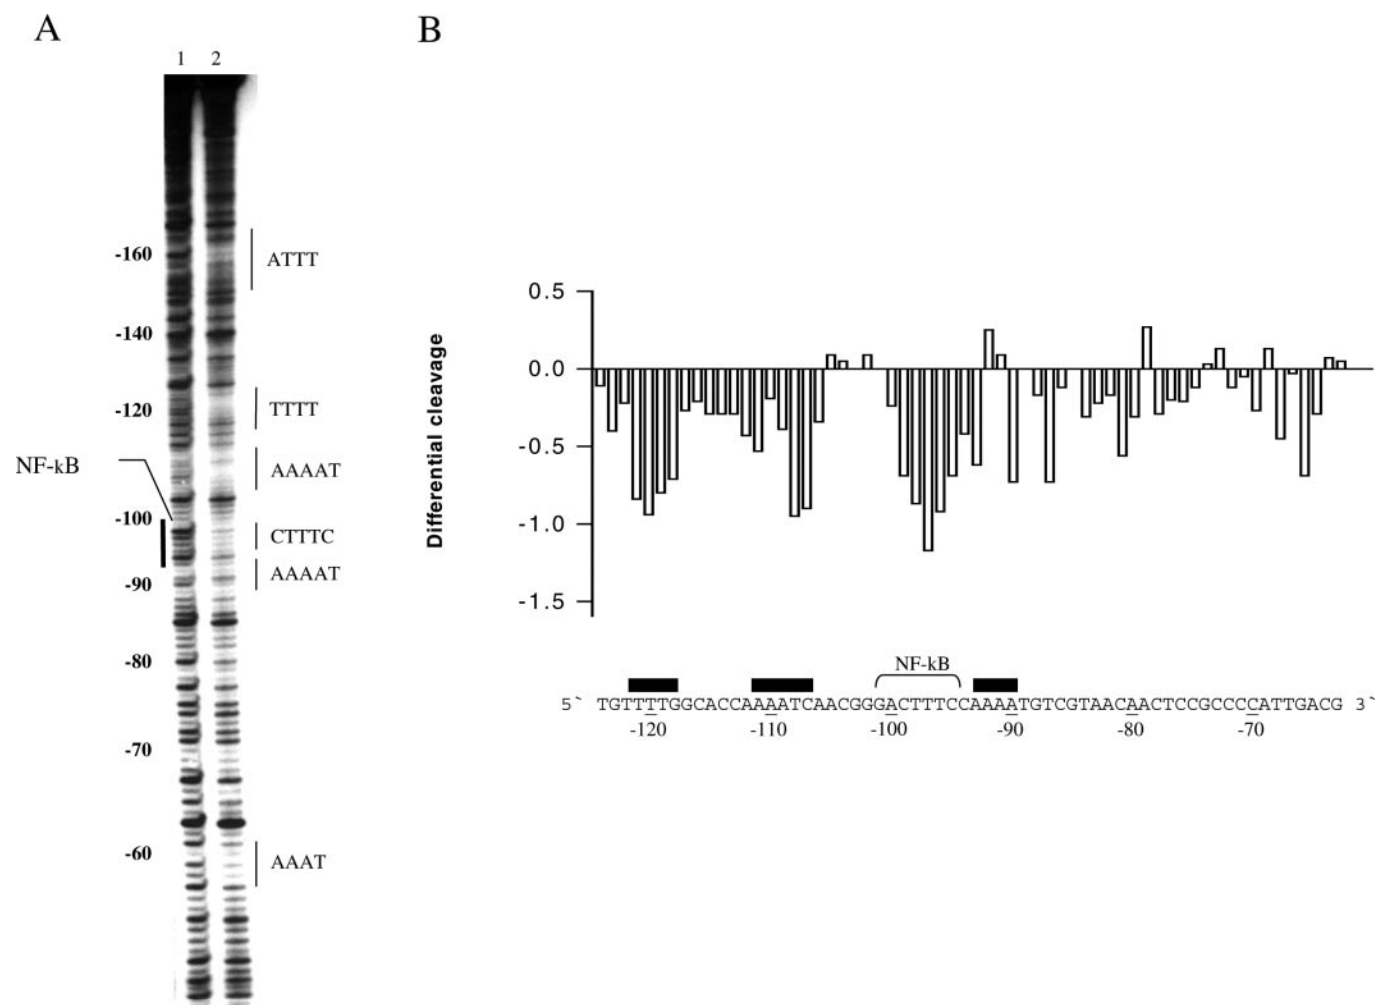 A
1 2
-160
ATTT
-140
TTTT
-120
AAAAT
NF-kB
-100
CTTTC
AAAAT
-90
-80
-70
-60
AAAT
B
Differential cleavage
0.5
0.0
-0.5
-1.0
-1.5
NF-kB
5` TGTTTTGGCACCAAAATCAACGGGACTTTCCAAAATGTCGTAACAACTCCGCCCCATTGACG 3`
-120 -110 -100 -90 -80 -70